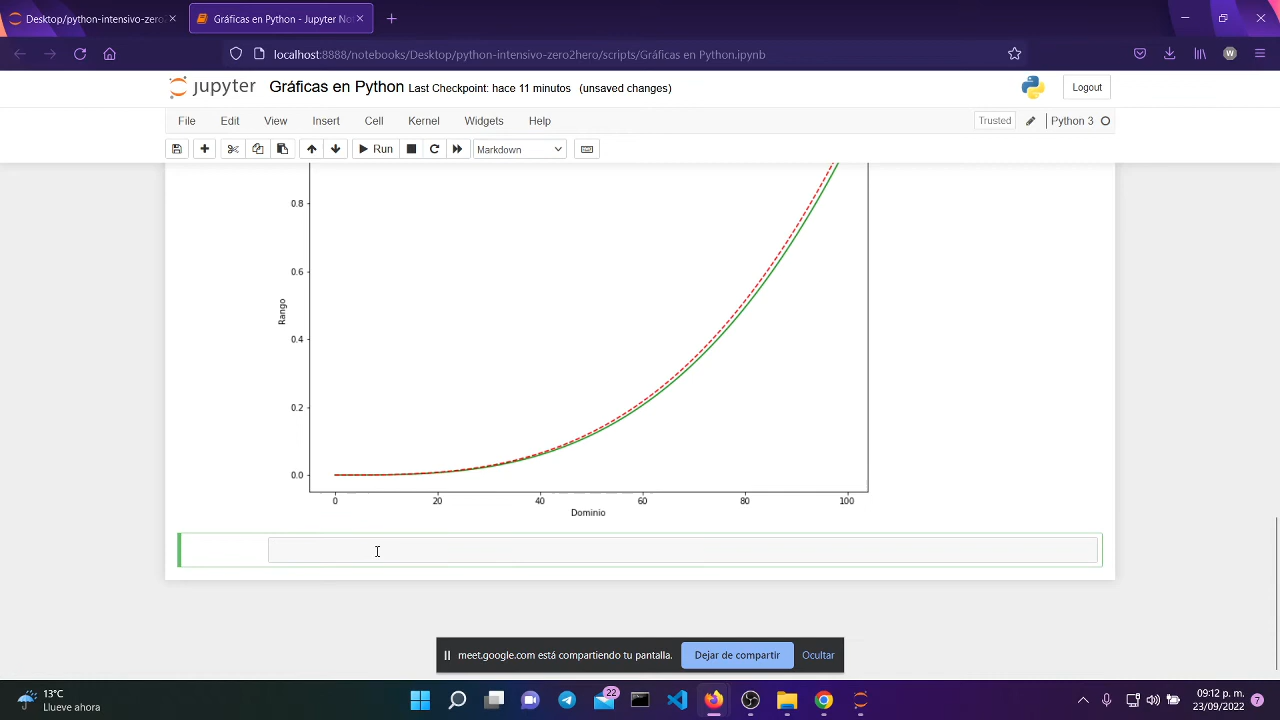 Desktop/python-intensivo-zero2
Gráficas en Python - Jupyter No
localhost:8888/notebooks/Desktop/python-intensivo-zero2hero/scripts/Gráficas en Python.ipynb
W
jupyter Gráficas en Python Last Checkpoint: hace 11 minutos (unsaved changes)
Logout
File Edit View Insert Cell Kernel Widgets Help
Trusted Python 3
Run Markdown
0.8
0.6
Rango
0.4
0.2
0.0
0 20 40 60 80 100
Dominio
meet.google.com está compartiendo tu pantalla. Dejar de compartir Ocultar
13°C
Llueve ahora
22
09:12 p. m.
23/09/2022
7